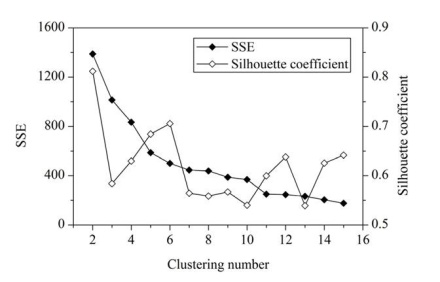 1600
1200
800
400
0
SSE
0.9
0.8
0.7
0.6
0.5
Silhouette coefficient
SSE
Silhouette coefficient
2 4 6 8 10 12 14 16
Clustering number